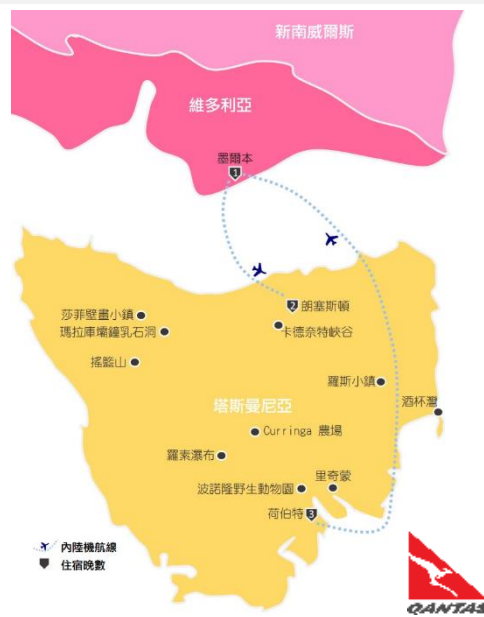 新南威爾斯
維多利亞
墨爾本
1
2 朗塞斯頓
莎菲壁畫小鎮
瑪拉庫壩鐘乳石洞
卡德奈特峽谷
搖籃山
羅斯小鎮
酒杯灣
塔斯曼尼亞
Curringa 農場
羅素瀑布
里奇蒙
波諾隆野生動物園
荷伯特 3
內陸機航線
住宿晚數
QANTAS